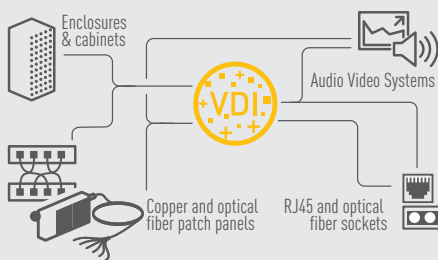 Enclosures
& cabinets
VDI
Audio Video Systems
Copper and optical
fiber patch panels
RJ45 and optical
fiber sockets